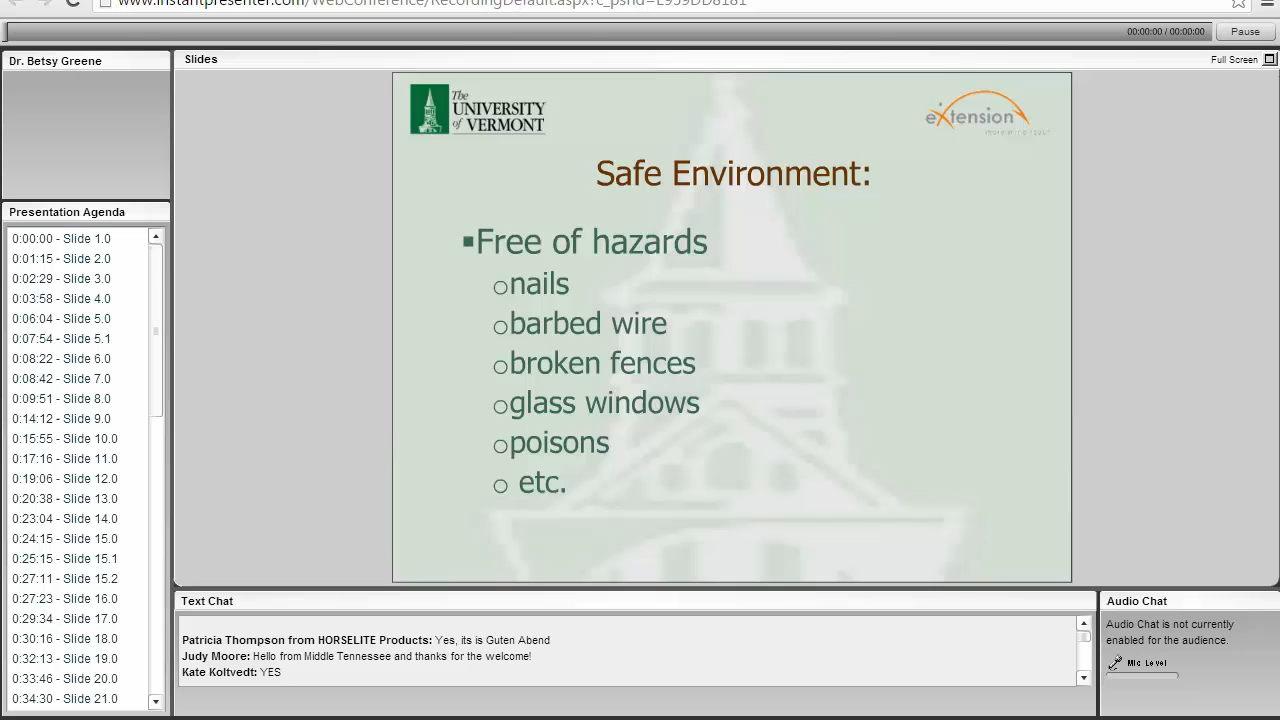 www.instantpresenter.com/WebConference/RecordingDefault.aspx?c_psrid=E959DD8181
00:00:00 / 00:00:00
Pause
Dr. Betsy Greene
Slides
Full Screen
The
UNIVERSITY
of VERMONT
eXtension
Safe Environment:
▪Free of hazards
○nails
○barbed wire
○broken fences
○glass windows
○poisons
○ etc.
Presentation Agenda
0:00:00 - Slide 1.0
0:01:15 - Slide 2.0
0:02:29 - Slide 3.0
0:03:58 - Slide 4.0
0:06:04 - Slide 5.0
0:07:54 - Slide 5.1
0:08:22 - Slide 6.0
0:08:42 - Slide 7.0
0:09:51 - Slide 8.0
0:14:12 - Slide 9.0
0:15:55 - Slide 10.0
0:17:16 - Slide 11.0
0:19:06 - Slide 12.0
0:20:38 - Slide 13.0
0:23:04 - Slide 14.0
0:24:15 - Slide 15.0
0:25:15 - Slide 15.1
0:27:11 - Slide 15.2
0:27:23 - Slide 16.0
0:29:34 - Slide 17.0
0:30:16 - Slide 18.0
0:32:13 - Slide 19.0
0:33:46 - Slide 20.0
0:34:30 - Slide 21.0
Text Chat
Patricia Thompson from HORSELITE Products: Yes, its is Guten Abend
Judy Moore: Hello from Middle Tennessee and thanks for the welcome!
Kate Koltvedt: YES
Audio Chat
Audio Chat is not currently
enabled for the audience.
Mic Level